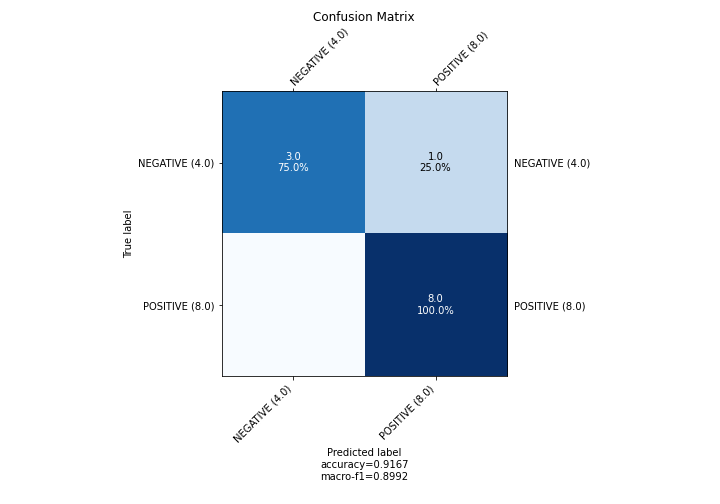 Confusion Matrix
NEGATIVE (4.0)
POSITIVE (8.0)
NEGATIVE (4.0)
3.0
75.0%
1.0
25.0%
NEGATIVE (4.0)
True label
POSITIVE (8.0)
8.0
100.0%
POSITIVE (8.0)
NEGATIVE (4.0)
POSITIVE (8.0)
Predicted label
accuracy=0.9167
macro-f1=0.8992